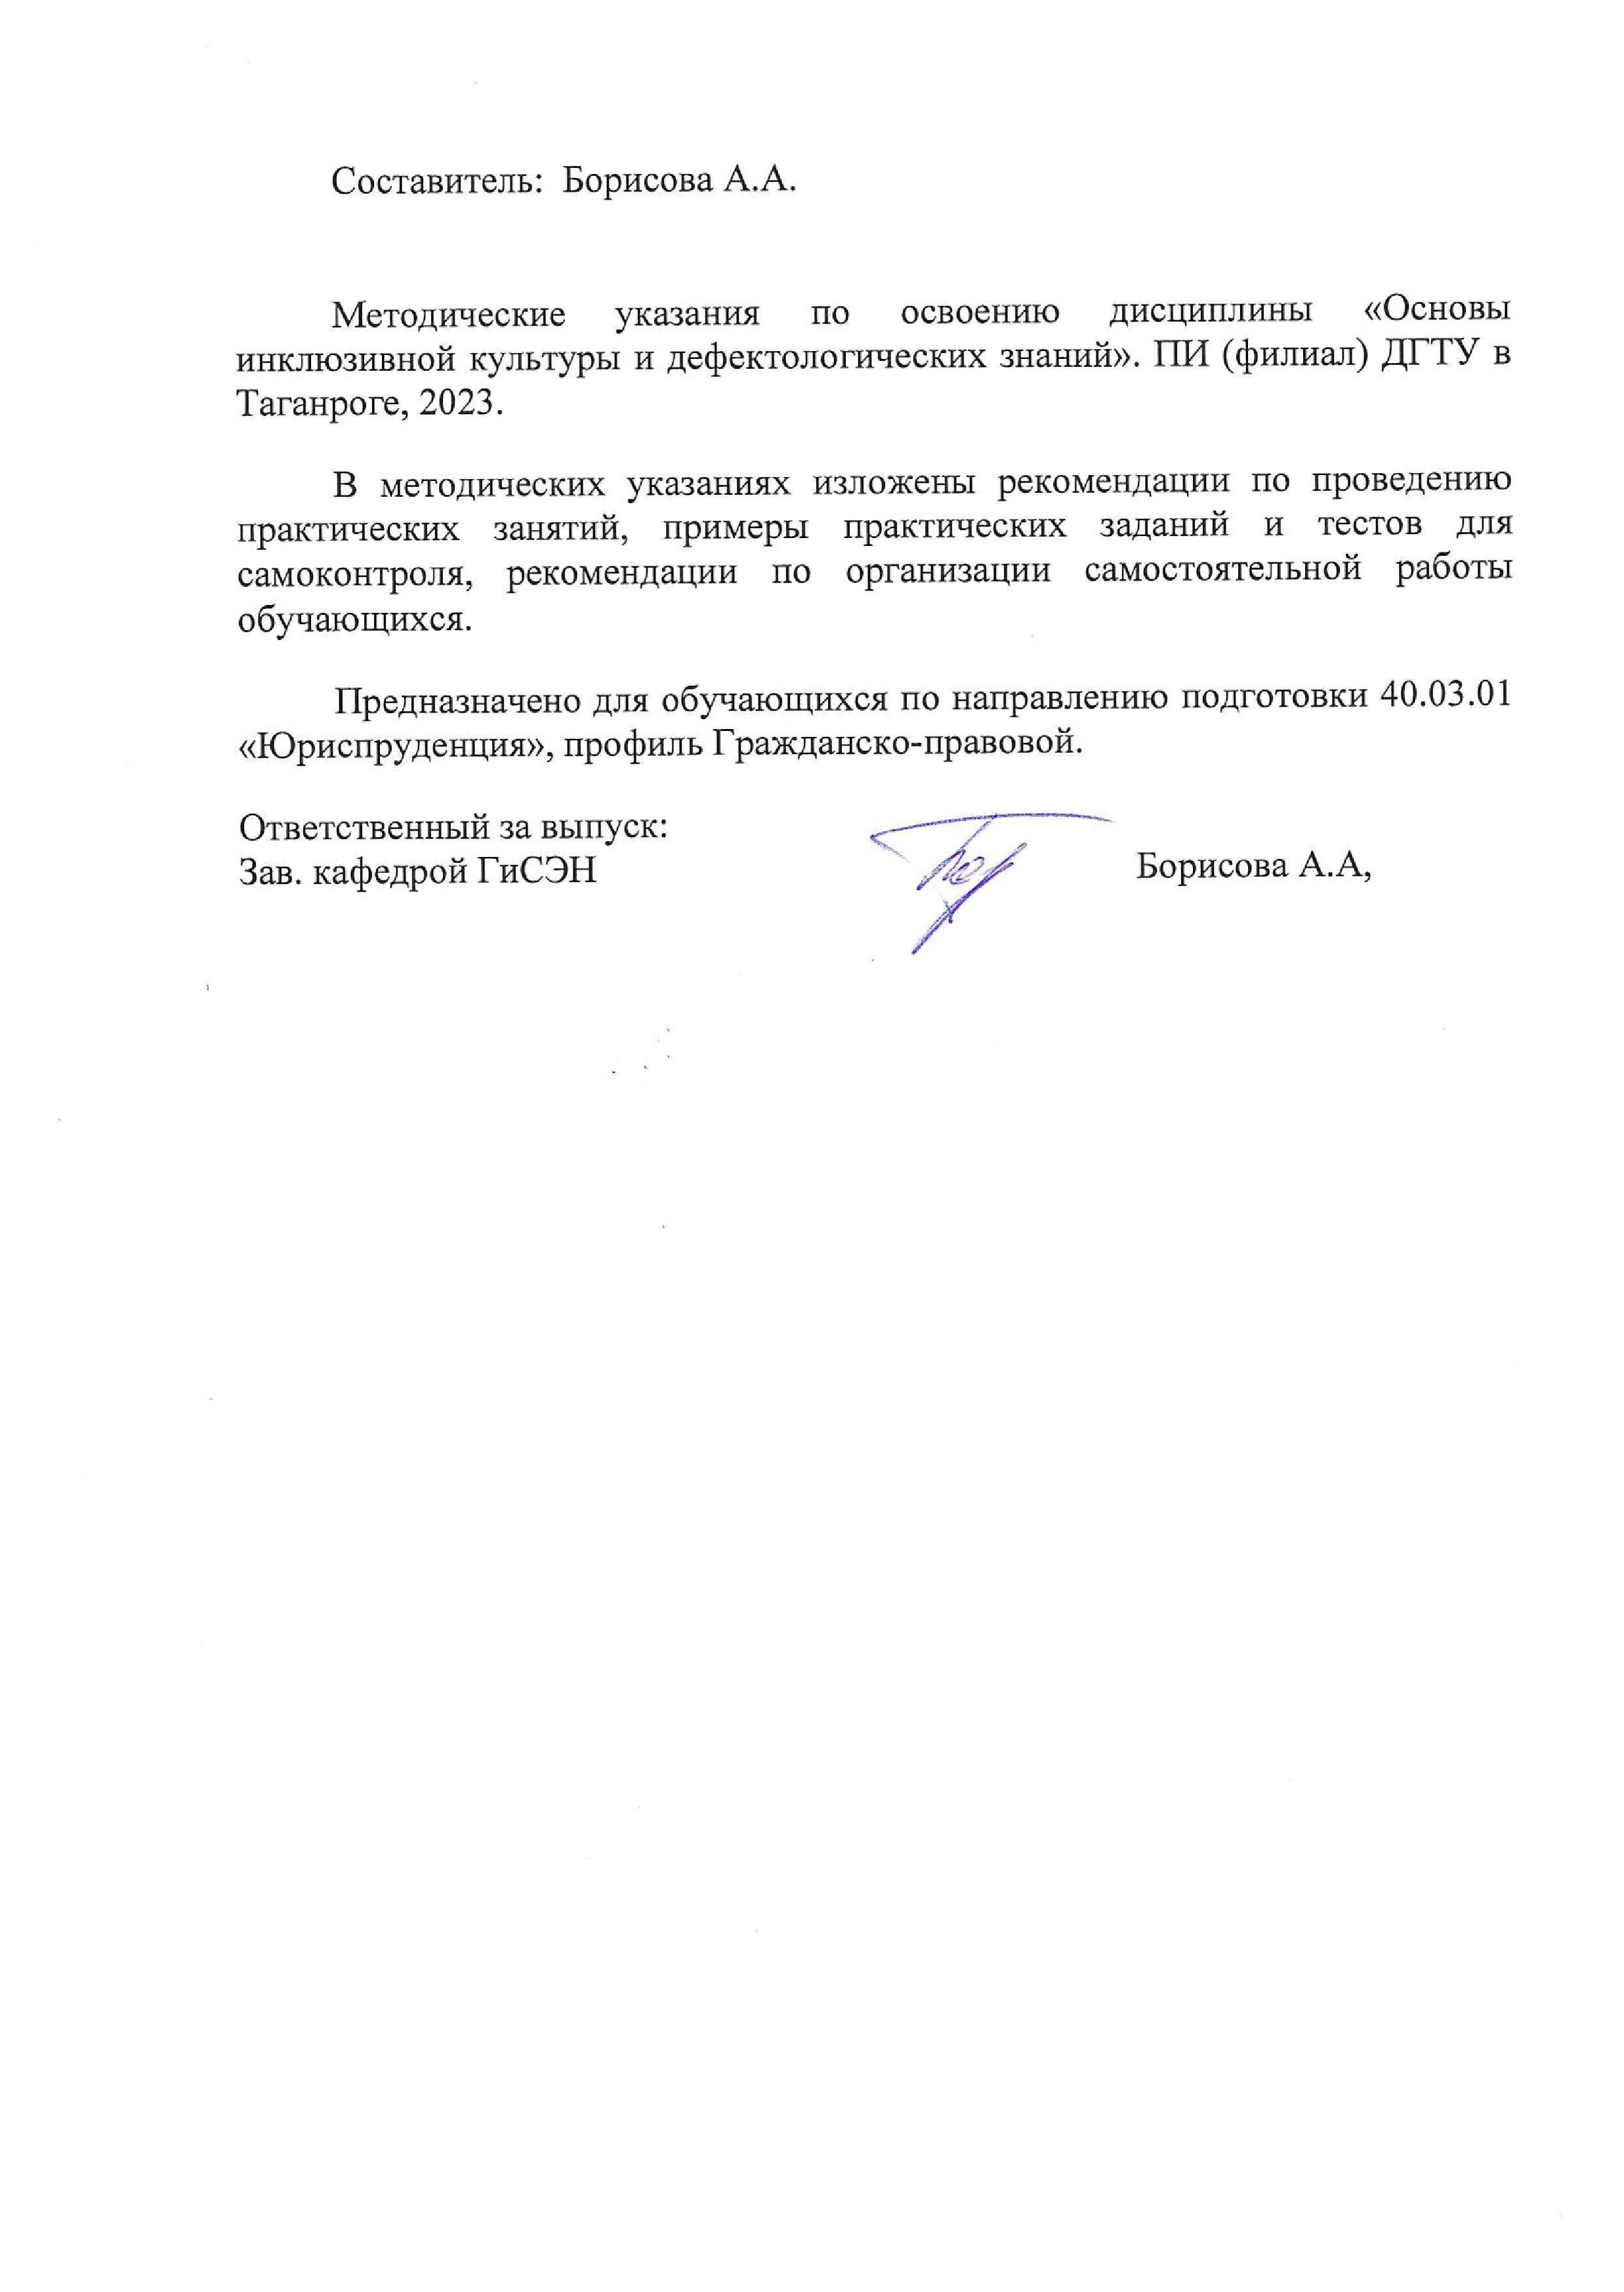 Составитель: Борисова А.А.
Методические указания по освоению дисциплины «Основы
инклюзивной культуры и дефектологических знаний». ПИ (филиал) ДГТУ в
Таганроге, 2023.
В методических указаниях изложены рекомендации по проведению
практических занятий, примеры практических заданий и тестов для
самоконтроля, рекомендации по организации самостоятельной работы
обучающихся.
Предназначено для обучающихся по направлению подготовки 40.03.01
«Юриспруденция», профиль Гражданско-правовой.
Ответственный за выпуск:
Зав. кафедрой ГиСЭН Борисова А.А,